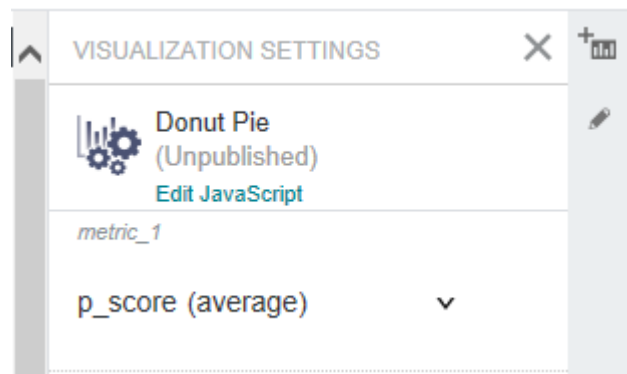 VISUALIZATION SETTINGS
Donut Pie
(Unpublished)
Edit JavaScript
metric_1
p_score (average)